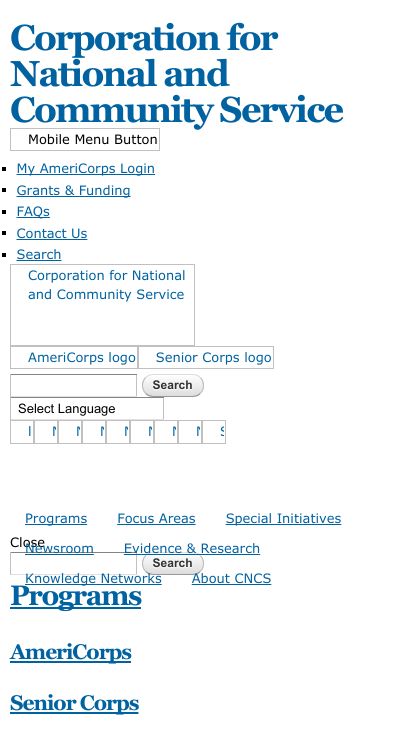 Corporation for
National and
Community Service
Mobile Menu Button
My AmeriCorps Login
Grants & Funding
FAQs
Contact Us
Search
Corporation for National
and Community Service
AmeriCorps logo Senior Corps logo
Search
Select Language
Programs Focus Areas Special Initiatives
Close
Newsroom Evidence & Research
Search
Knowledge Networks About CNCS
Programs
AmeriCorps
Senior Corps